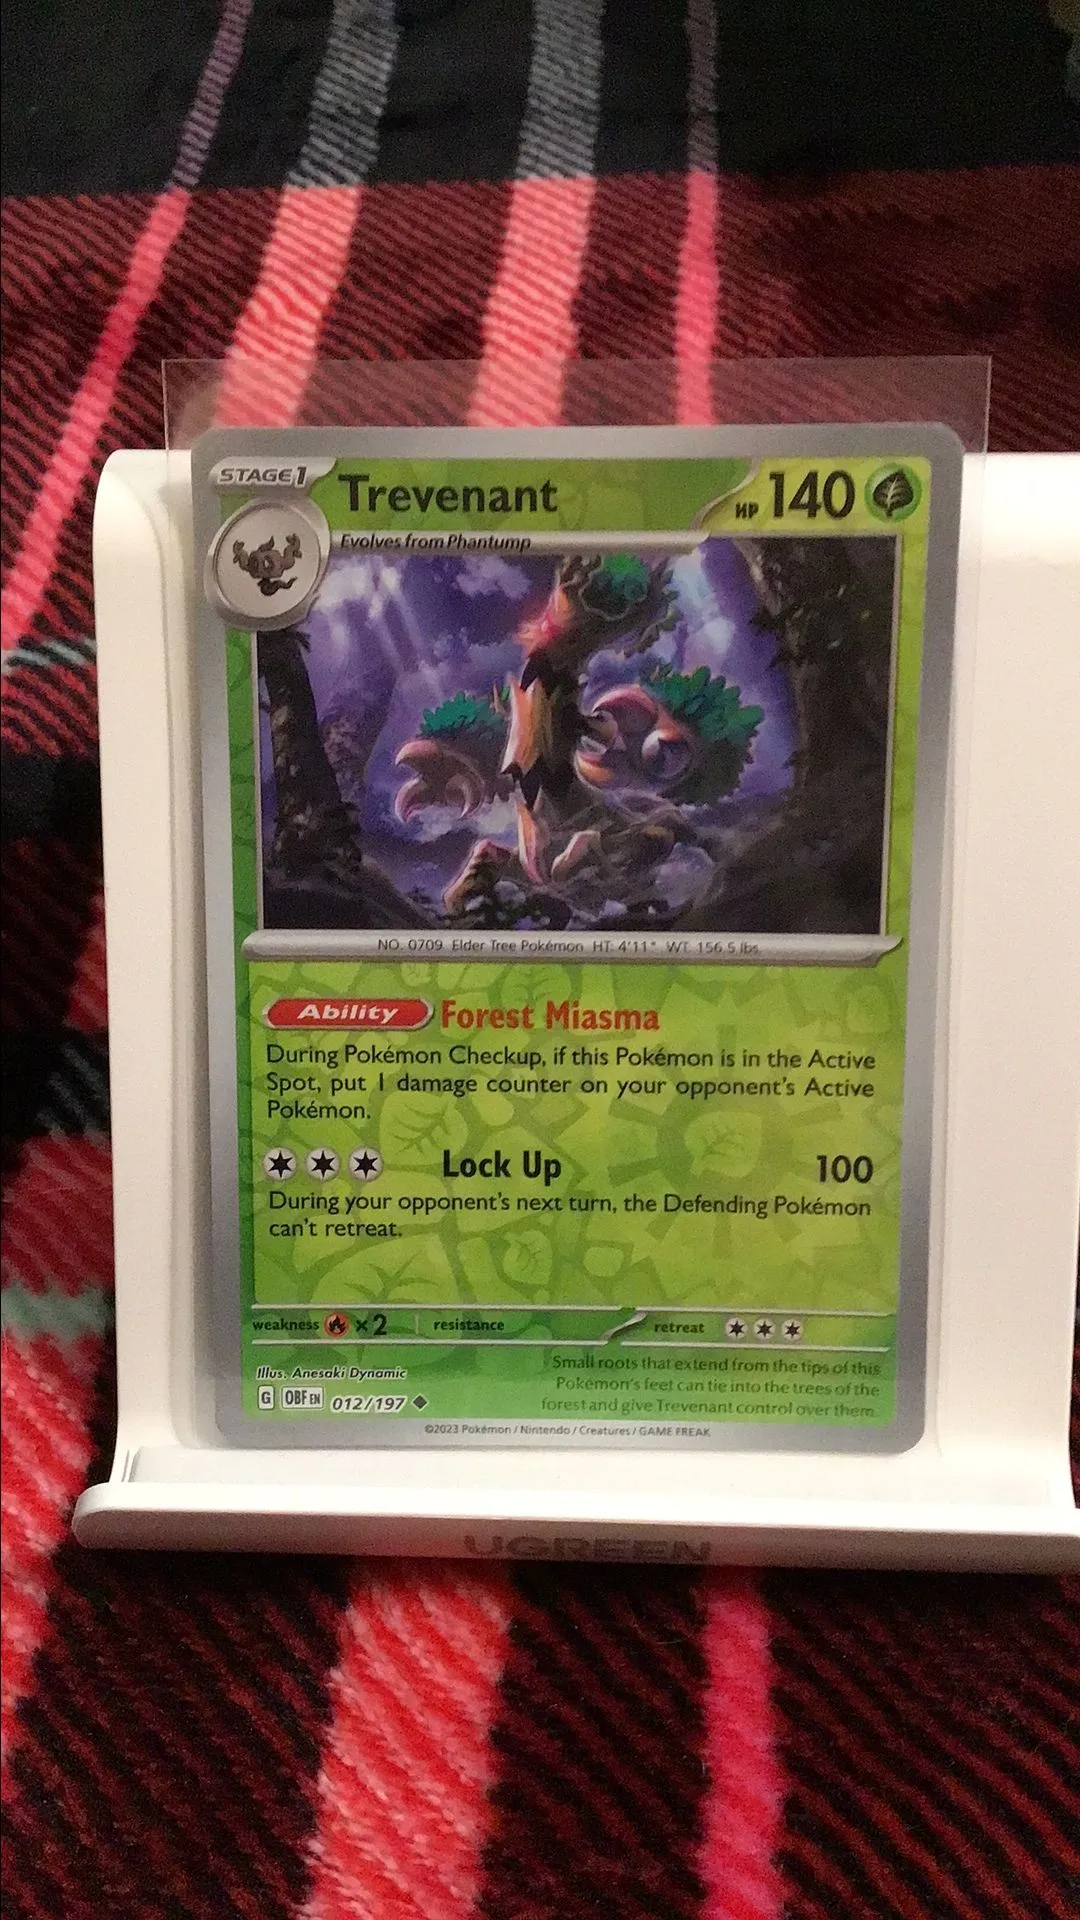 STAGE 1 Trevenant HP 140
Evolves from Phantump
NO. 0709 Elder Tree Pokémon HT: 4'11" WT: 156.5 lbs.
Ability Forest Miasma
During Pokémon Checkup, if this Pokémon is in the Active
Spot, put 1 damage counter on your opponent's Active
Pokémon.
Lock Up 100
During your opponent's next turn, the Defending Pokémon
can't retreat.
weakness ×2 resistance retreat
Illus. Anesaki Dynamic
G OBF EN 012/197
Small roots that extend from the tips of this
Pokémon's feet can tie into the trees of the
forest and give Trevenant control over them.
©2023 Pokémon / Nintendo / Creatures / GAME FREAK
UGREEN